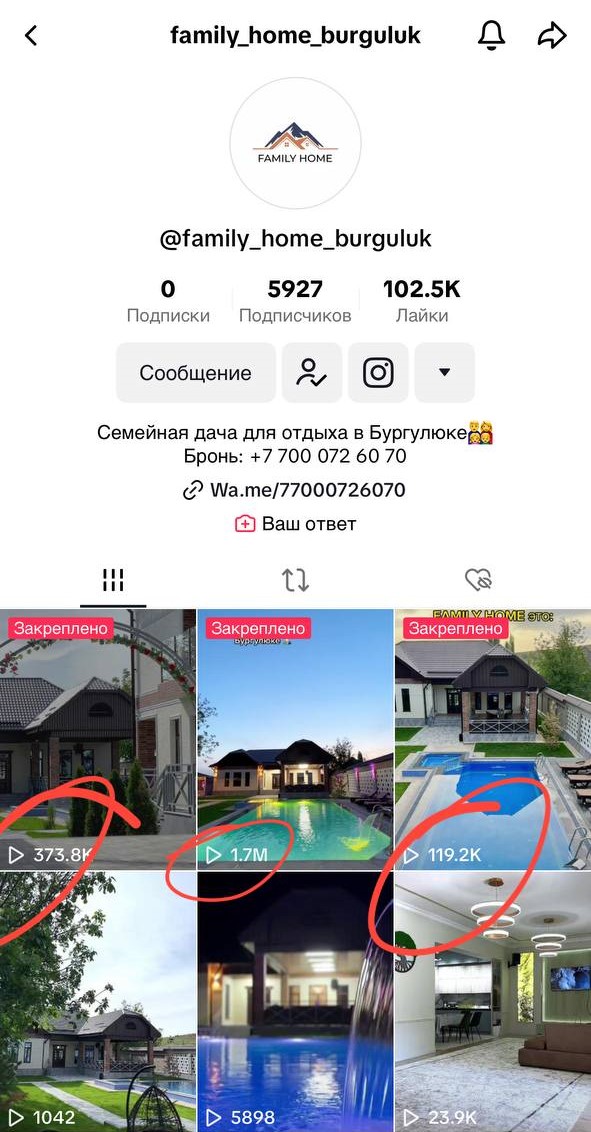 family_home_burguluk
FAMILY HOME
@family_home_burguluk
0 5927 102.5K
Подписки Подписчиков Лайки
Сообщение
Семейная дача для отдыха в Бургулюке
Бронь: +7 700 072 60 70
Wa.me/77000726070
Ваш ответ
FAMILY HOME это:
Закреплено Закреплено Закреплено
Бургулюке
373.8K 1.7M 119.2K
1042 5898 23.9K